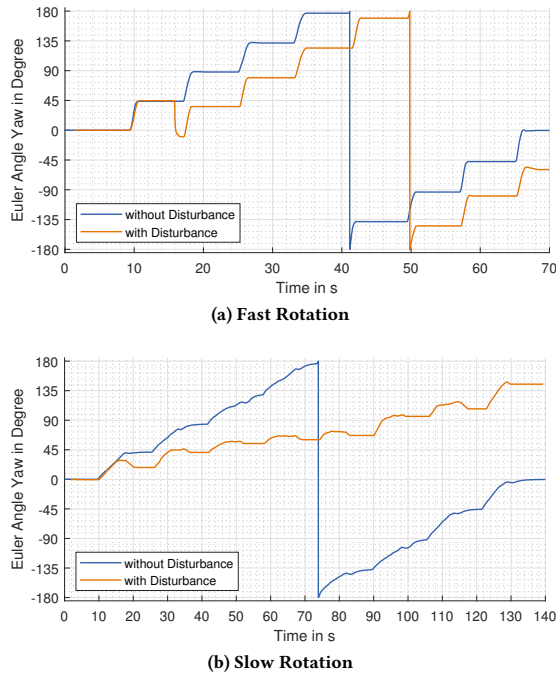 180
135
90
45
0
-45
-90
-135
-180
Euler Angle Yaw in Degree
without Disturbance
with Disturbance
0 10 20 30 40 50 60 70
Time in s
(a) Fast Rotation
180
135
90
45
0
-45
-90
-135
-180
Euler Angle Yaw in Degree
without Disturbance
with Disturbance
0 10 20 30 40 50 60 70 80 90 100 110 120 130 140
Time in s
(b) Slow Rotation